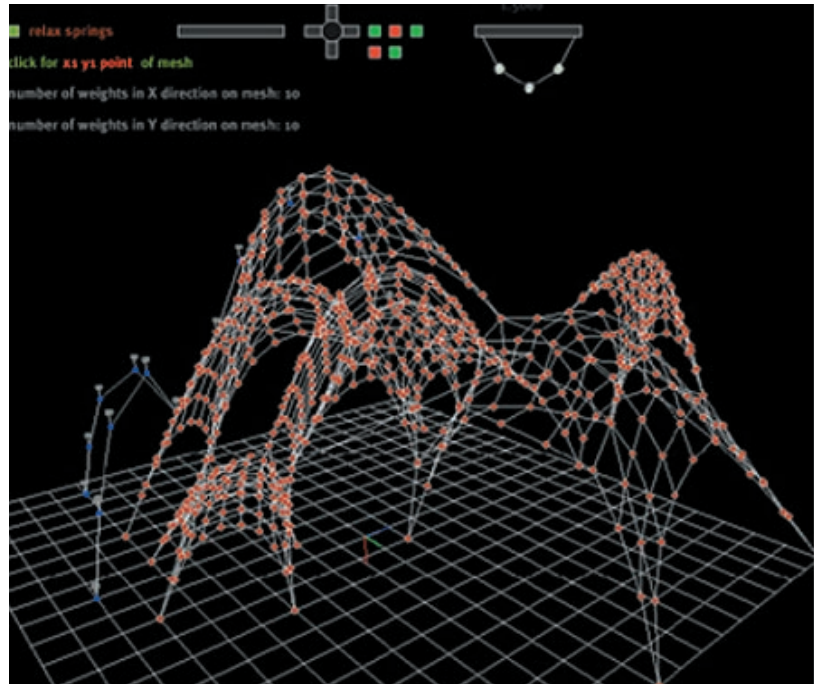 relax springs
click for x1 y1 point of mesh
number of weights in X direction on mesh: 10
number of weights in Y direction on mesh: 10